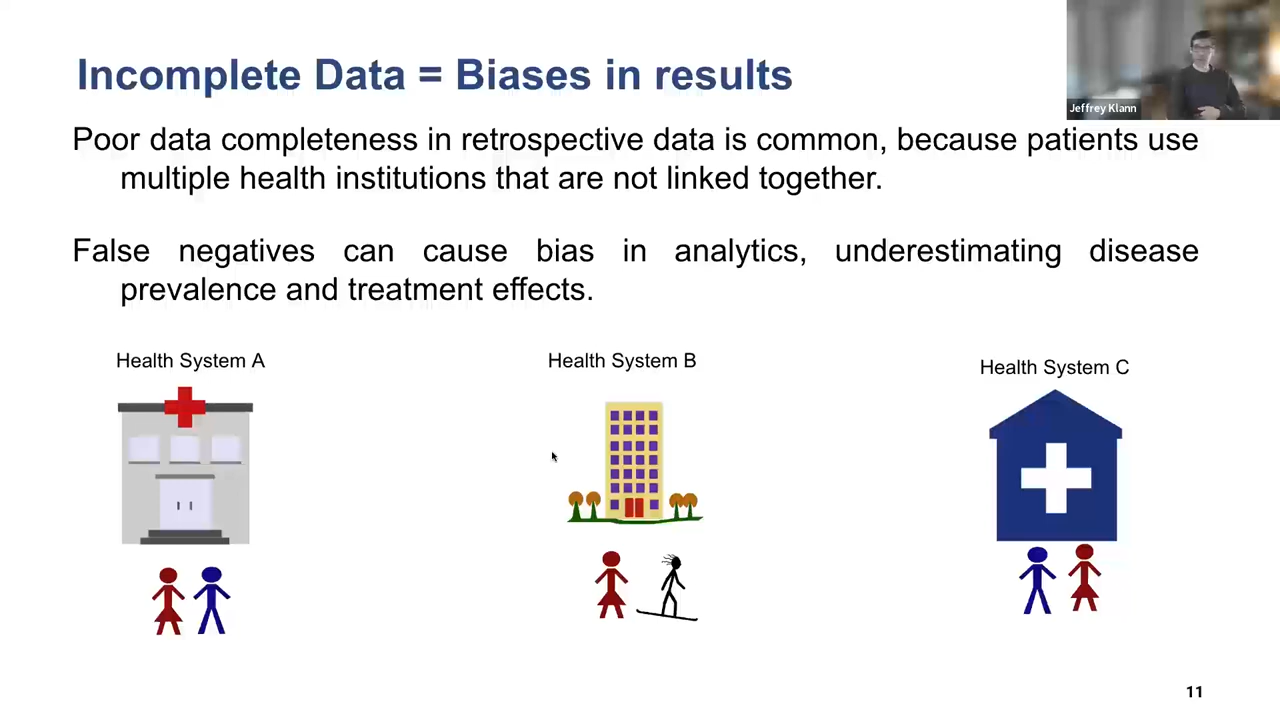 Incomplete Data = Biases in results
Jeffrey Klann
Poor data completeness in retrospective data is common, because patients use
multiple health institutions that are not linked together.
False negatives can cause bias in analytics, underestimating disease
prevalence and treatment effects.
Health System A
Health System B
Health System C
11